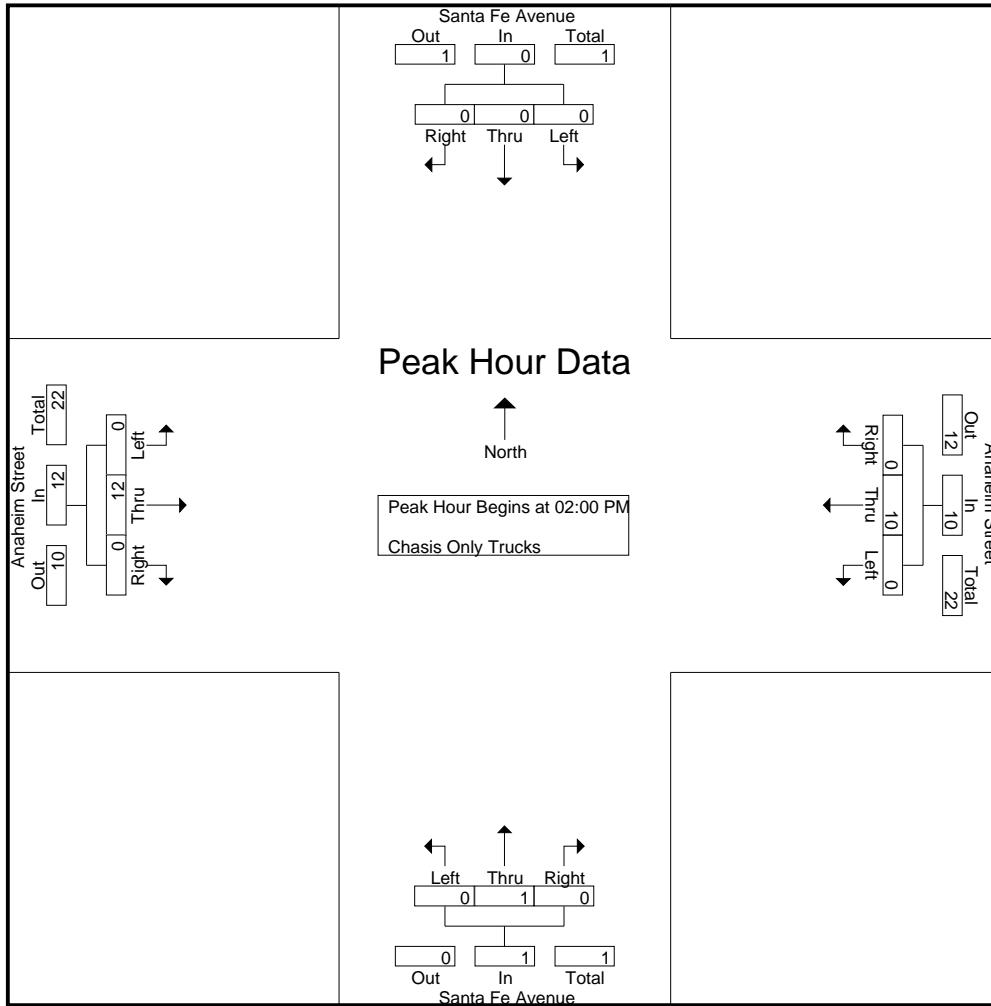 Santa Fe Avenue
Out In Total
1 0 1
0 0 0
Right Thru Left
Peak Hour Data
North
Peak Hour Begins at 02:00 PM
Chasis Only Trucks
Anaheim Street
Out In Total
10 12 22
Right Thru Left
0 12 0
Anaheim Street
Out In Total
12 10 22
Right Thru Left
0 10 0
Left Thru Right
0 1 0
0 1 1
Out In Total
Santa Fe Avenue